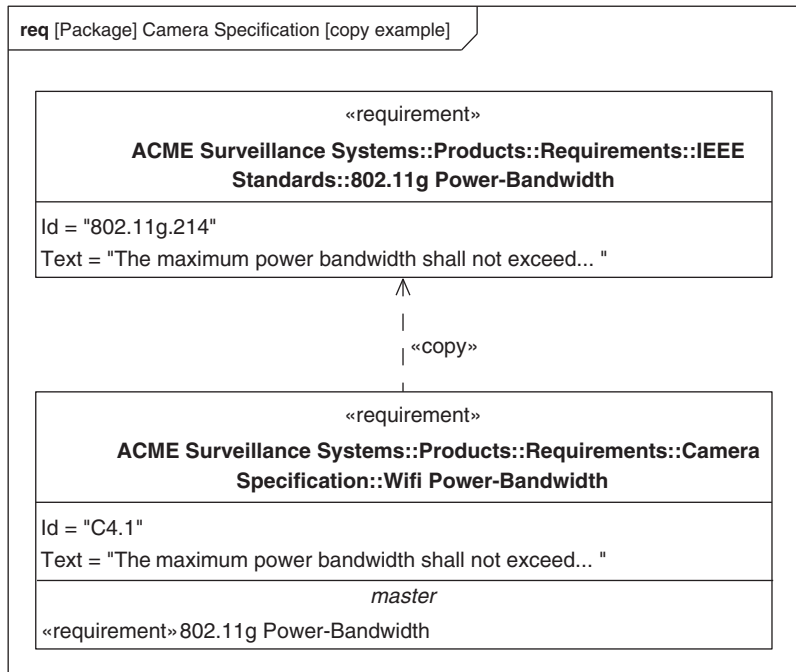 req [Package] Camera Specification [copy example]
«requirement»
ACME Surveillance Systems::Products::Requirements::IEEE
Standards::802.11g Power-Bandwidth
Id = "802.11g.214"
Text = "The maximum power bandwidth shall not exceed... "
«copy»
«requirement»
ACME Surveillance Systems::Products::Requirements::Camera
Specification::Wifi Power-Bandwidth
Id = "C4.1"
Text = "The maximum power bandwidth shall not exceed... "
master
«requirement» 802.11g Power-Bandwidth